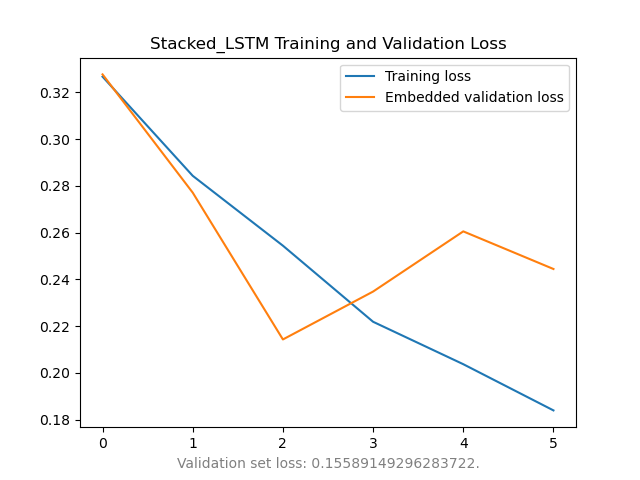 Stacked_LSTM Training and Validation Loss
Training loss
Embedded validation loss
0.32
0.30
0.28
0.26
0.24
0.22
0.20
0.18
0 1 2 3 4 5
Validation set loss: 0.15589149296283722.